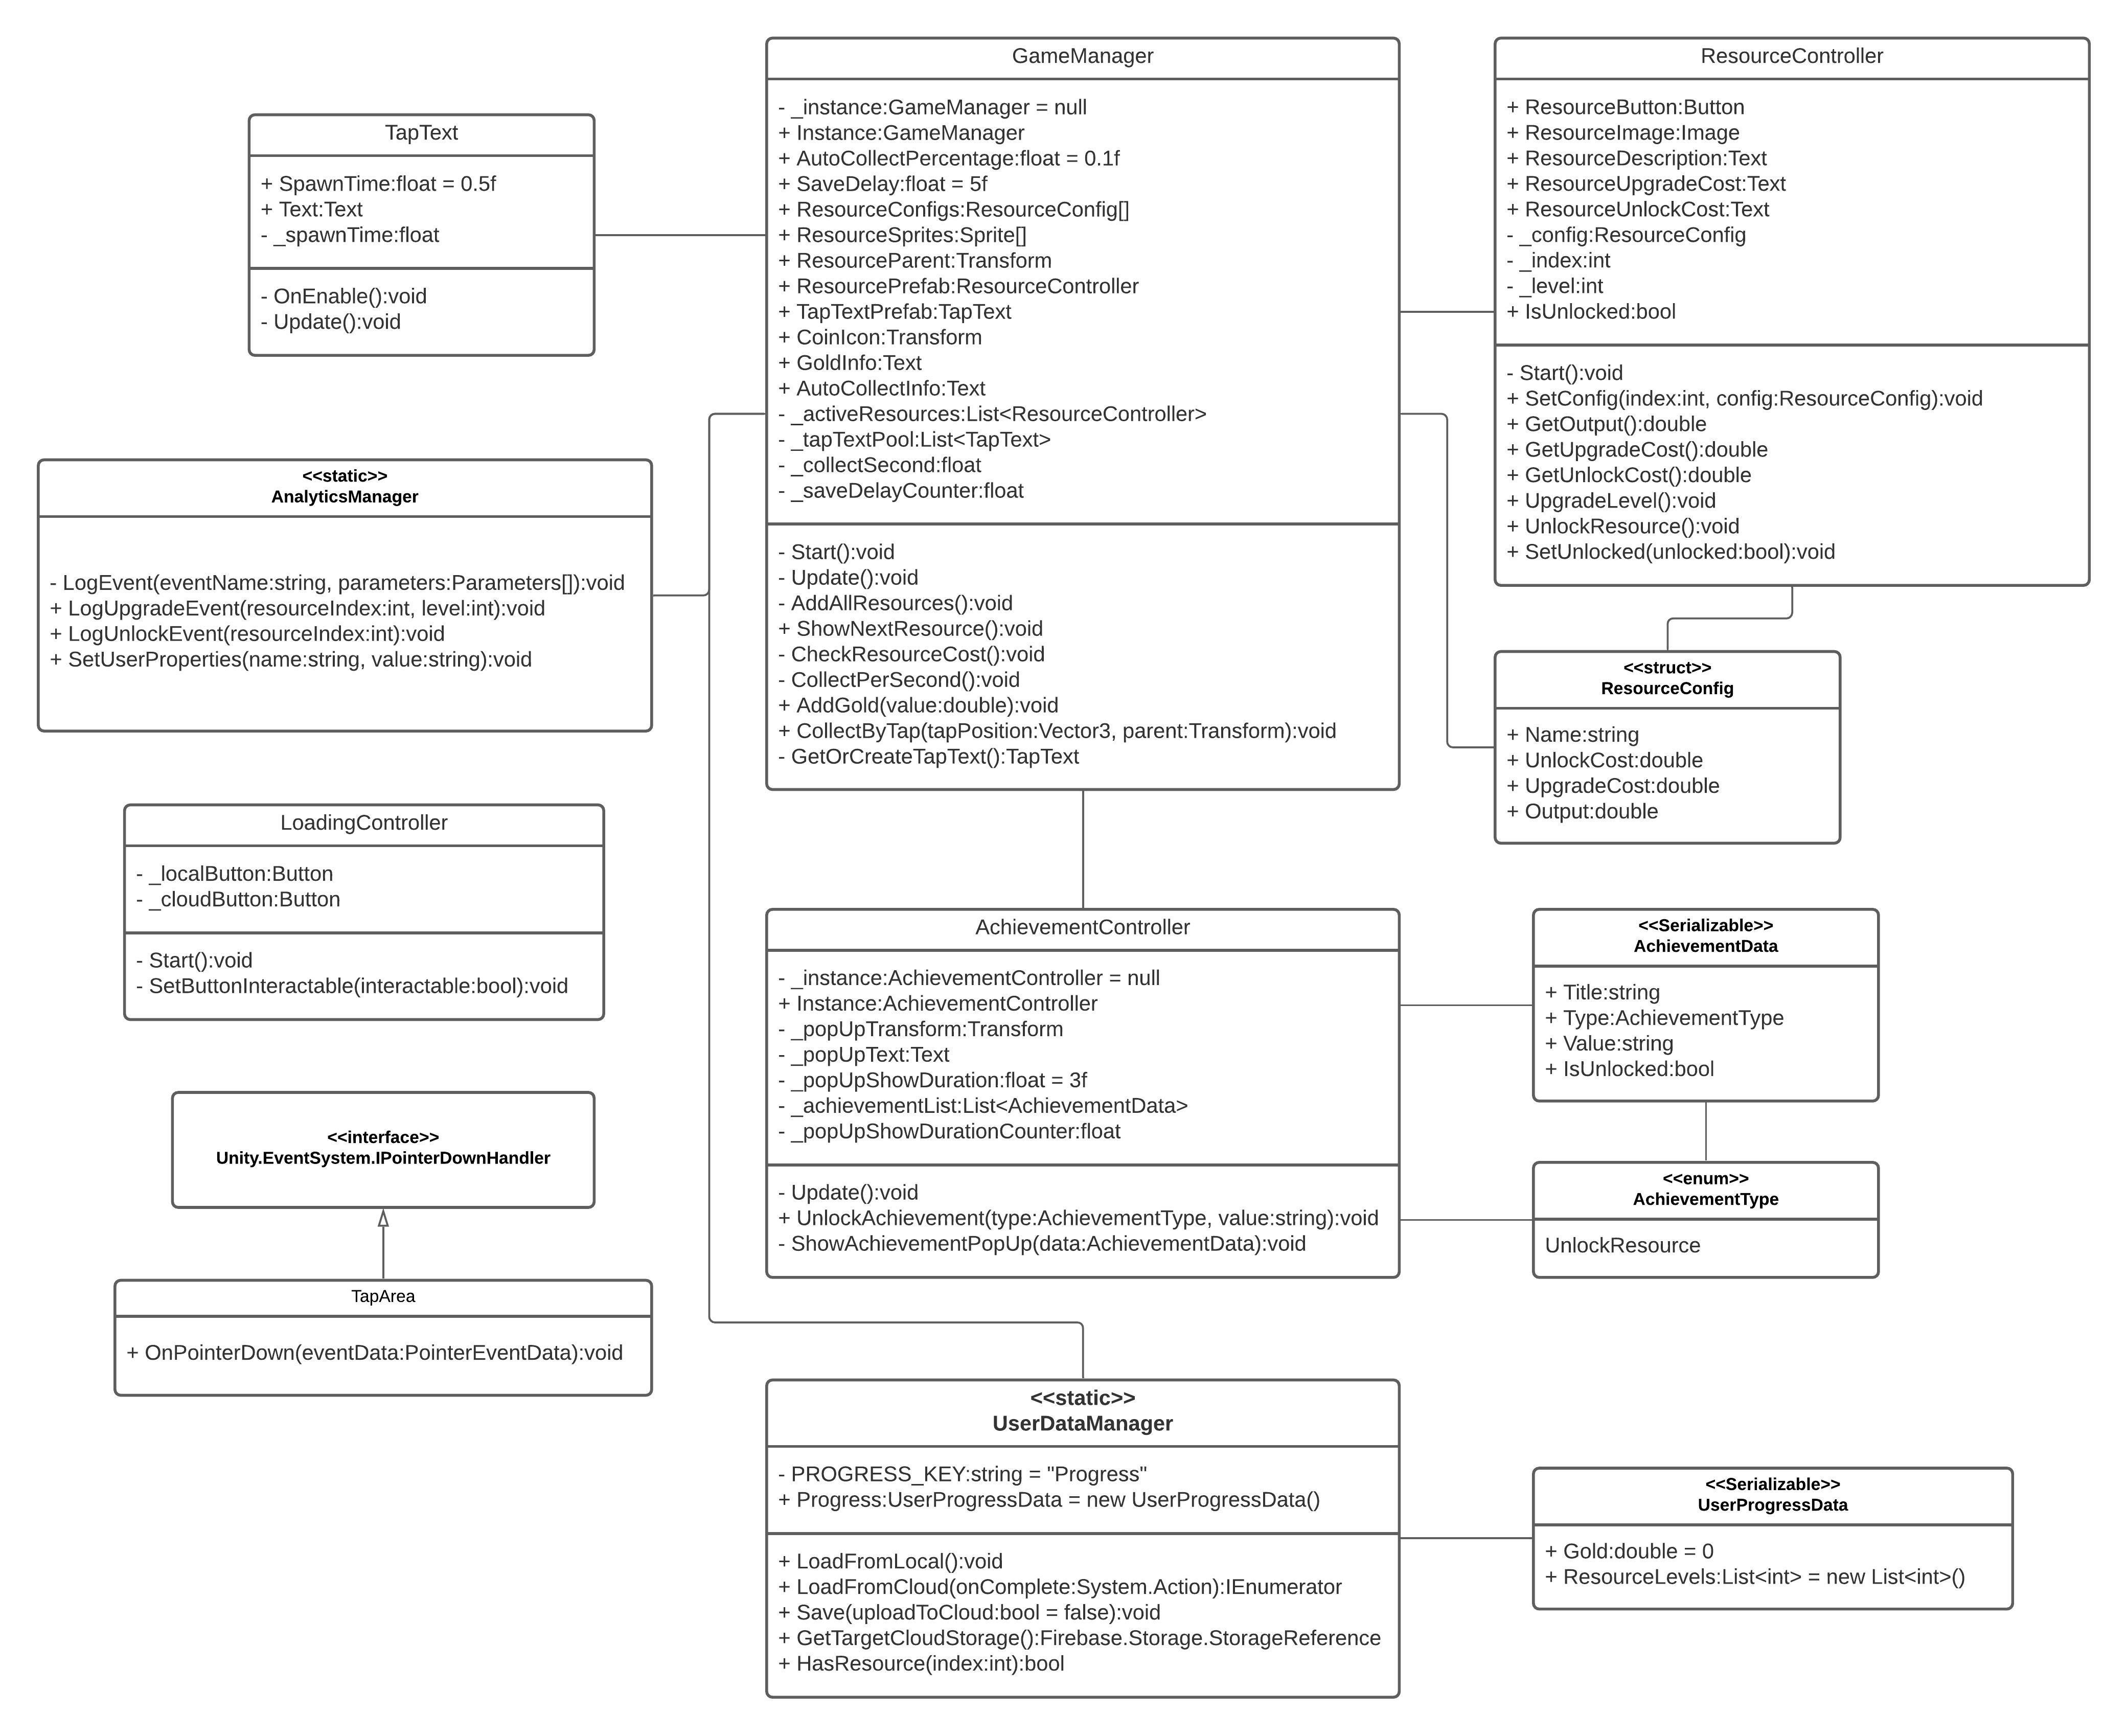 GameManager
- _instance:GameManager = null
+ Instance:GameManager
+ AutoCollectPercentage:float = 0.1f
+ SaveDelay:float = 5f
+ ResourceConfigs:ResourceConfig[]
+ ResourceSprites:Sprite[]
+ ResourceParent:Transform
+ ResourcePrefab:ResourceController
+ TapTextPrefab:TapText
+ CoinIcon:Transform
+ GoldInfo:Text
+ AutoCollectInfo:Text
- _activeResources:List<ResourceController>
- _tapTextPool:List<TapText>
- _collectSecond:float
- _saveDelayCounter:float
- Start():void
- Update():void
- AddAllResources():void
+ ShowNextResource():void
- CheckResourceCost():void
- CollectPerSecond():void
+ AddGold(value:double):void
+ CollectByTap(tapPosition:Vector3, parent:Transform):void
- GetOrCreateTapText():TapText
ResourceController
+ ResourceButton:Button
+ ResourceImage:Image
+ ResourceDescription:Text
+ ResourceUpgradeCost:Text
+ ResourceUnlockCost:Text
- _config:ResourceConfig
- _index:int
- _level:int
+ IsUnlocked:bool
- Start():void
+ SetConfig(index:int, config:ResourceConfig):void
+ GetOutput():double
+ GetUpgradeCost():double
+ GetUnlockCost():double
+ UpgradeLevel():void
+ UnlockResource():void
+ SetUnlocked(unlocked:bool):void
TapText
+ SpawnTime:float = 0.5f
+ Text:Text
- _spawnTime:float
- OnEnable():void
- Update():void
<<static>>
AnalyticsManager
- LogEvent(eventName:string, parameters:Parameters[]):void
+ LogUpgradeEvent(resourceIndex:int, level:int):void
+ LogUnlockEvent(resourceIndex:int):void
+ SetUserProperties(name:string, value:string):void
<<struct>>
ResourceConfig
+ Name:string
+ UnlockCost:double
+ UpgradeCost:double
+ Output:double
LoadingController
- _localButton:Button
- _cloudButton:Button
- Start():void
- SetButtonInteractable(interactable:bool):void
AchievementController
- _instance:AchievementController = null
+ Instance:AchievementController
- _popUpTransform:Transform
- _popUpText:Text
- _popUpShowDuration:float = 3f
- _achievementList:List<AchievementData>
- _popUpShowDurationCounter:float
- Update():void
+ UnlockAchievement(type:AchievementType, value:string):void
- ShowAchievementPopUp(data:AchievementData):void
<<Serializable>>
AchievementData
+ Title:string
+ Type:AchievementType
+ Value:string
+ IsUnlocked:bool
<<interface>>
Unity.EventSystem.IPointerDownHandler
<<enum>>
AchievementType
UnlockResource
TapArea
+ OnPointerDown(eventData:PointerEventData):void
<<static>>
UserDataManager
- PROGRESS_KEY:string = "Progress"
+ Progress:UserProgressData = new UserProgressData()
+ LoadFromLocal():void
+ LoadFromCloud(onComplete:System.Action):IEnumerator
+ Save(uploadToCloud:bool = false):void
+ GetTargetCloudStorage():Firebase.Storage.StorageReference
+ HasResource(index:int):bool
<<Serializable>>
UserProgressData
+ Gold:double = 0
+ ResourceLevels:List<int> = new List<int>()